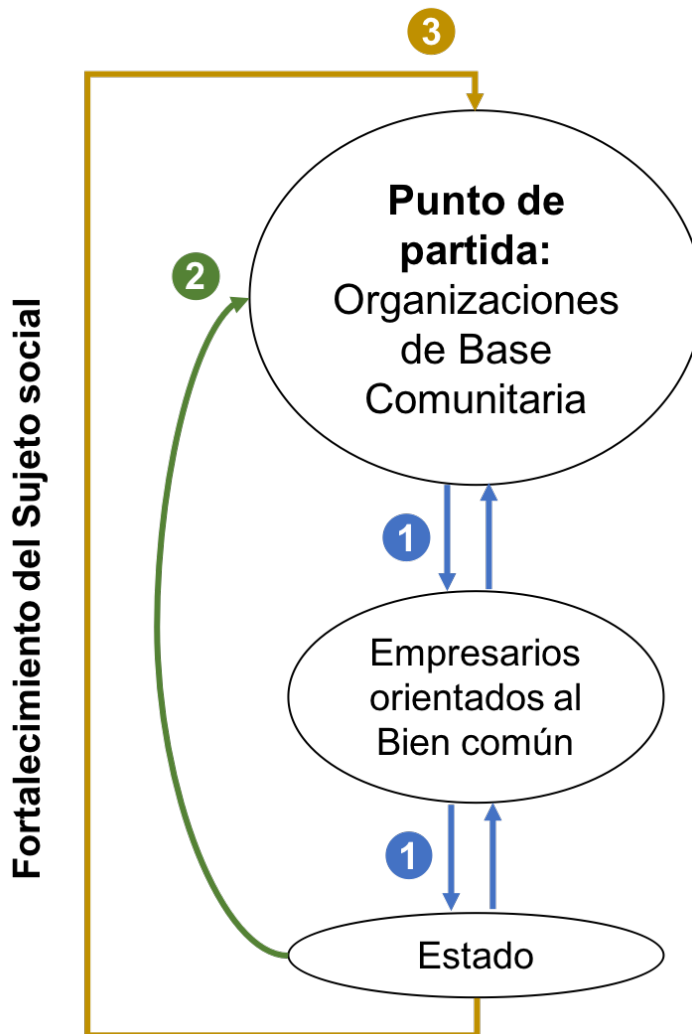 3
Punto de
partida:
Organizaciones
de Base
Comunitaria
2
Fortalecimiento del Sujeto social
1
Empresarios
orientados al
Bien común
1
Estado